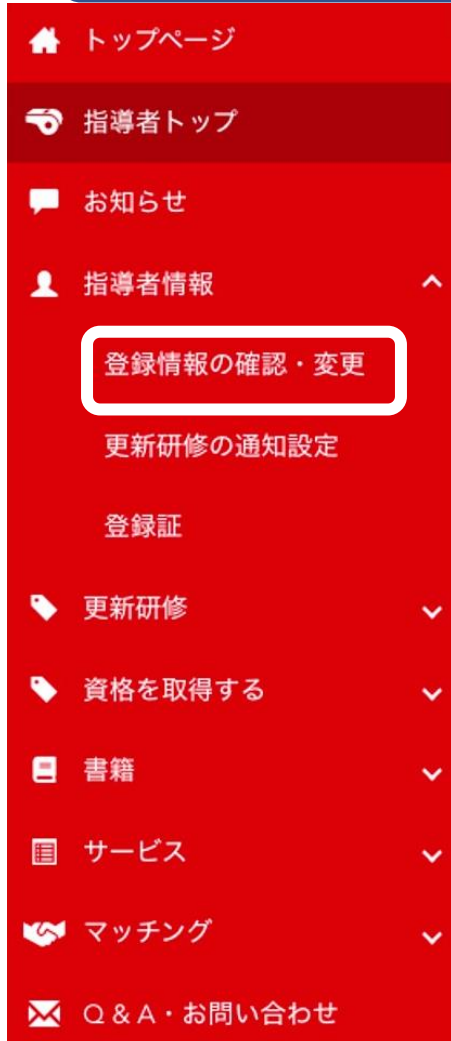 トップページ
指導者トップ
お知らせ
指導者情報
登録情報の確認・変更
更新研修の通知設定
登録証
更新研修
資格を取得する
書籍
サービス
マッチング
Q & A・お問い合わせ